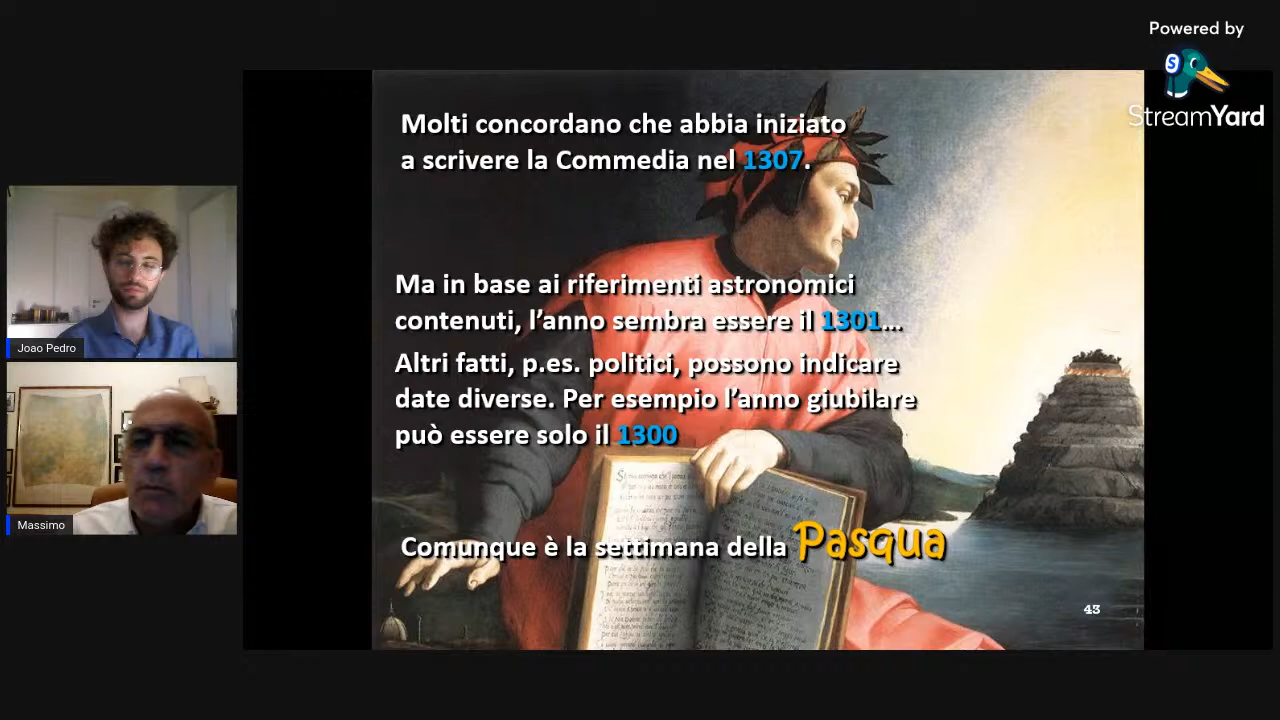 Powered by
StreamYard
Molti concordano che abbia iniziato
a scrivere la Commedia nel 1307.
Ma in base ai riferimenti astronomici
contenuti, l'anno sembra essere il 1301...
Altri fatti, p.es. politici, possono indicare
date diverse. Per esempio l'anno giubilare
può essere solo il 1300
Comunque è la settimana della Pasqua
43
Joao Pedro
Massimo